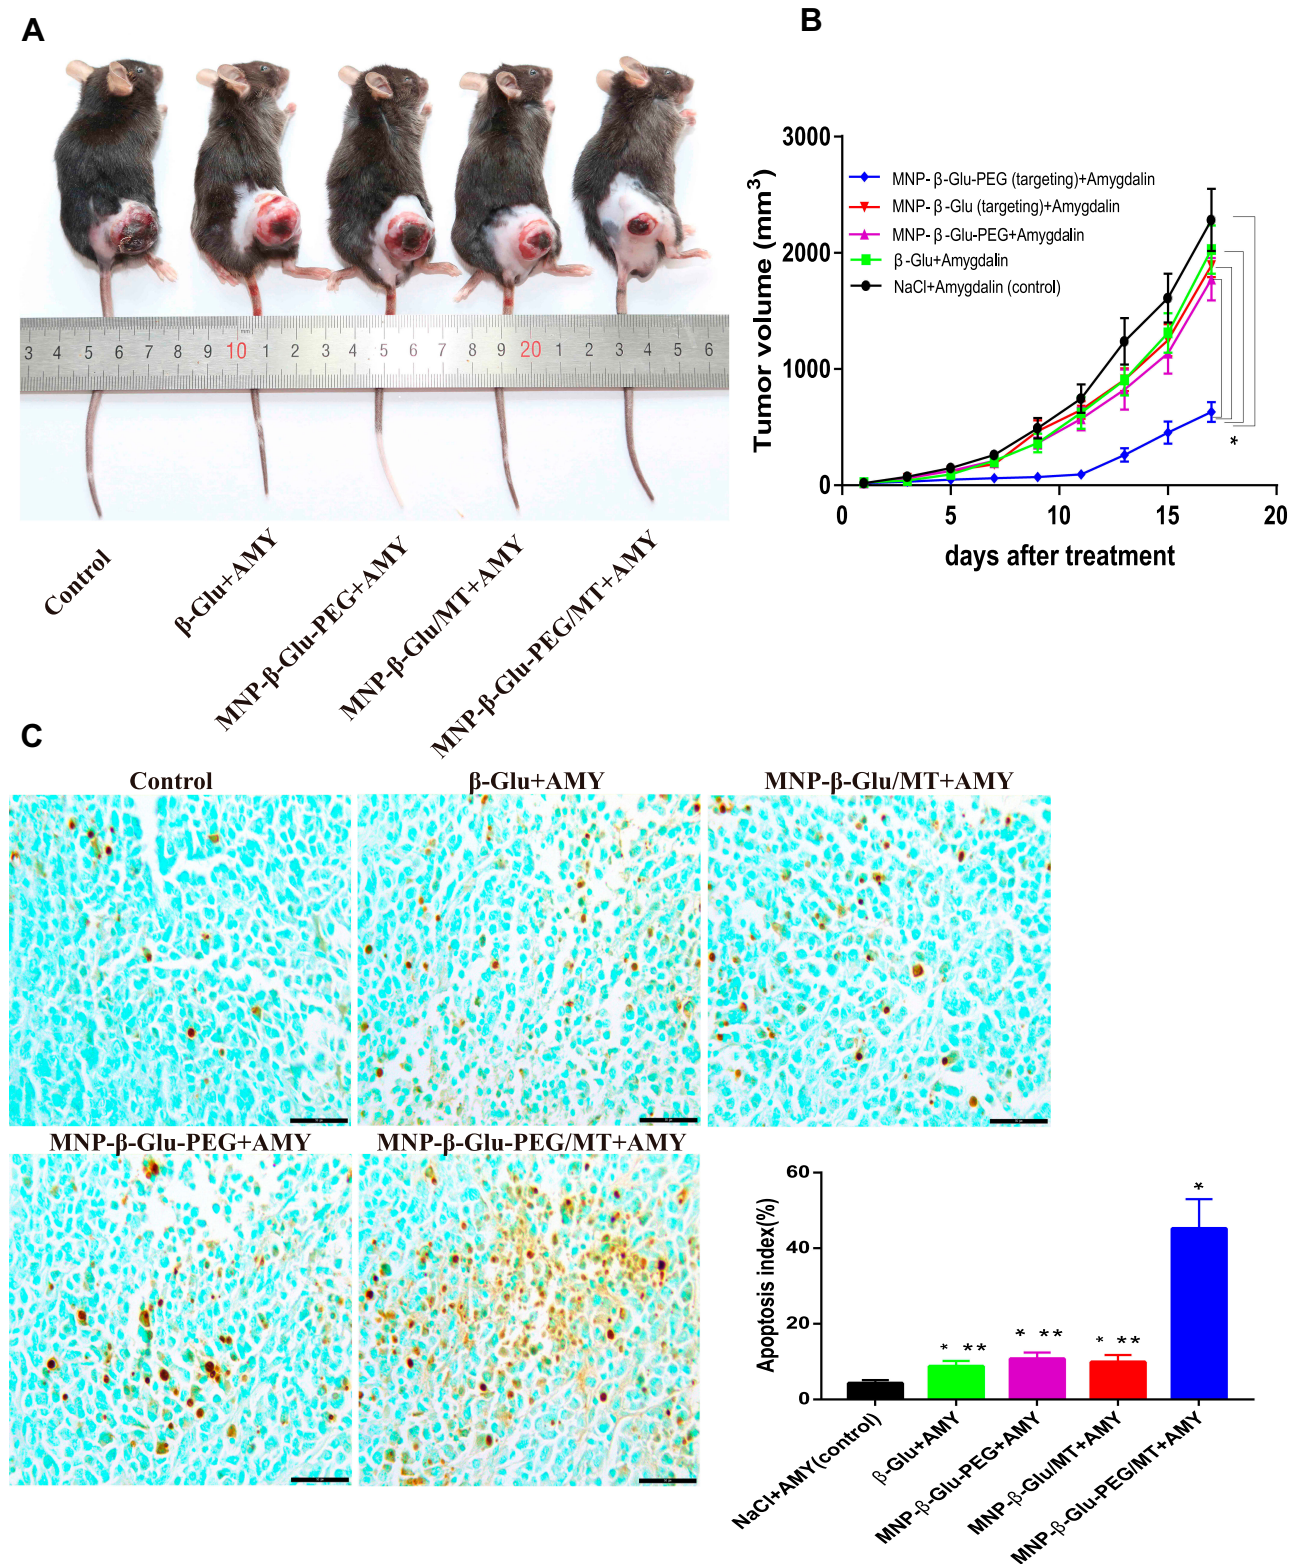 A
B
mm
3 4 5 6 7 8 9 10 1 2 3 4 5 6 7 8 9 20 1 2 3 4 5 6
Control
β-Glu+AMY
MNP-β-Glu-PEG+AMY
MNP-β-Glu/MT+AMY
MNP-β-Glu-PEG/MT+AMY
Tumor volume (mm³)
3000
2000
1000
0
MNP- β-Glu-PEG (targeting)+Amygdalin
MNP- β-Glu (targeting)+Amygdalin
MNP- β-Glu-PEG+Amygdalin
β-Glu+Amygdalin
NaCl+Amygdalin (control)
*
0 5 10 15 20
days after treatment
C
Control
β-Glu+AMY
MNP-β-Glu/MT+AMY
MNP-β-Glu-PEG+AMY
MNP-β-Glu-PEG/MT+AMY
Apoptosis index(%)
60
40
20
0
* **
* **
* **
*
NaCl+AMY(control)
β-Glu+AMY
MNP-β-Glu-PEG+AMY
MNP-β-Glu/MT+AMY
MNP-β-Glu-PEG/MT+AMY